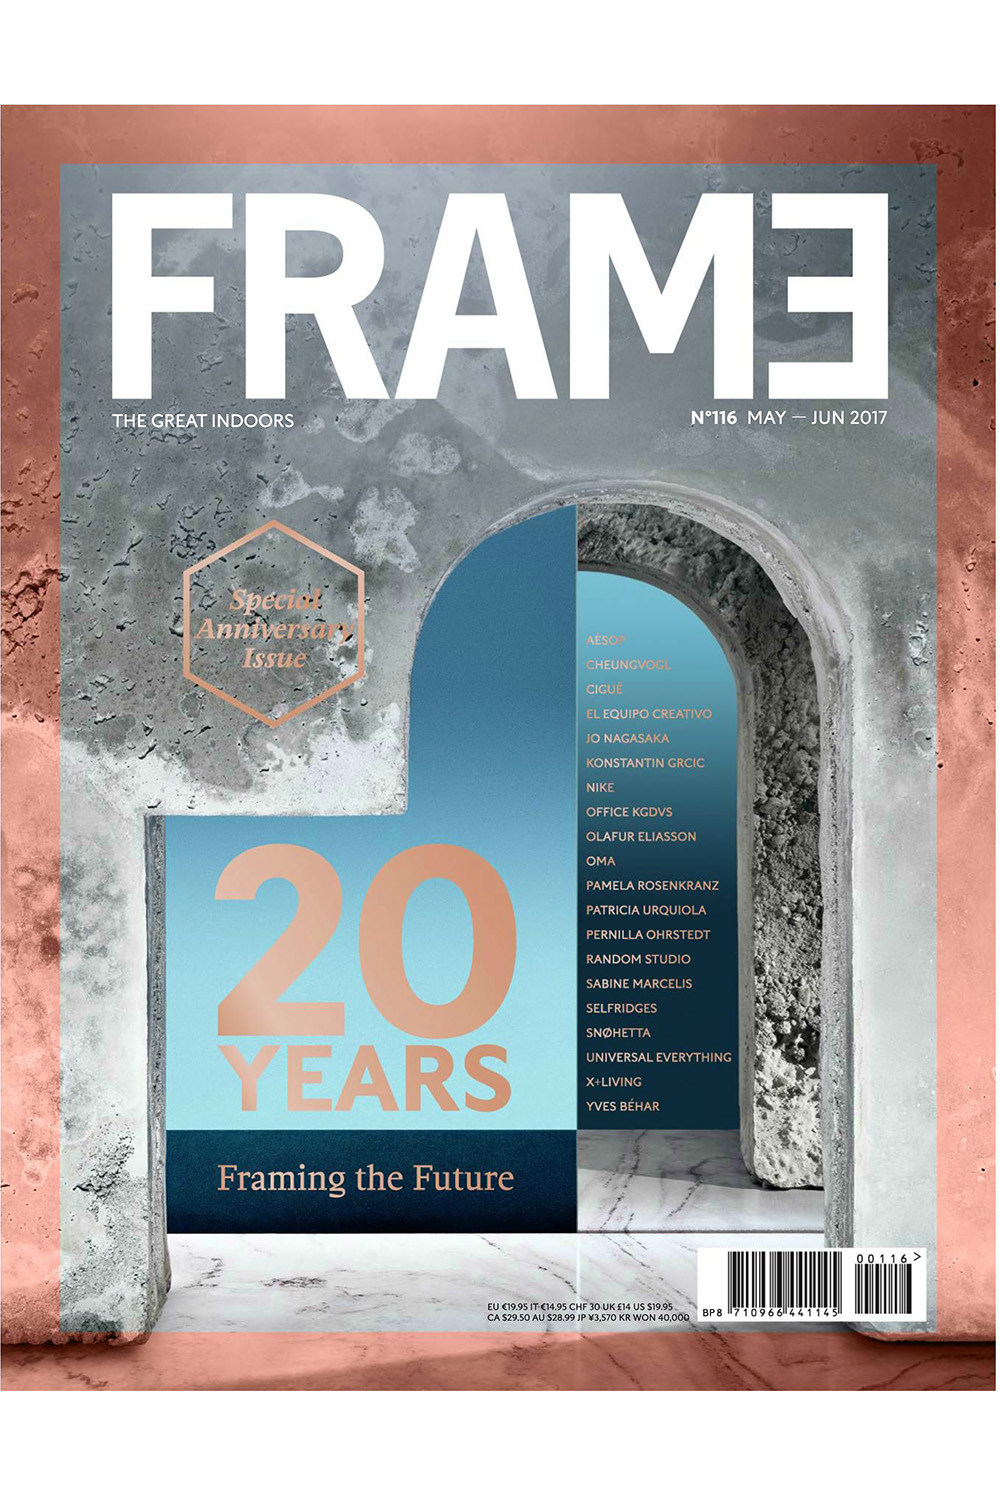 FRAME
THE GREAT INDOORS
N°116 MAY — JUN 2017
Special
Anniversary
Issue
AĒSOP
CHEUNGVOGL
CIGUË
EL EQUIPO CREATIVO
JO NAGASAKA
KONSTANTIN GRCIC
NIKE
OFFICE KGDVS
OLAFUR ELIASSON
OMA
PAMELA ROSENKRANZ
PATRICIA URQUIOLA
PERNILLA OHRSTEDT
RANDOM STUDIO
SABINE MARCELIS
SELFRIDGES
SNØHETTA
UNIVERSAL EVERYTHING
X+LIVING
YVES BÉHAR
20
YEARS
Framing the Future
EU €19.95 IT €14.95 CHF 30 UK £14 US $19.95
CA $29.50 AU $28.99 JP ¥3,570 KR WON 40,000
BP8 710966 441145
00116 >